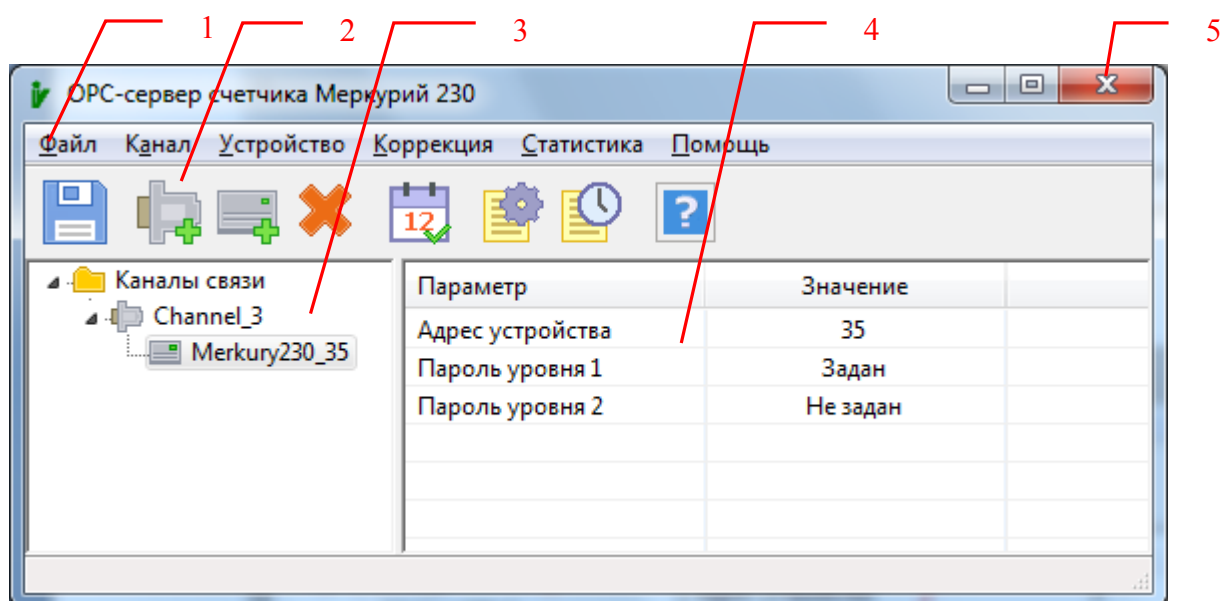 1 2 3 4 5
OPC-сервер счетчика Меркурий 230
Файл Канал Устройство Коррекция Статистика Помощь
12
?
Каналы связи
Channel_3
Merkury230_35
Параметр Значение
Адрес устройства 35
Пароль уровня 1 Задан
Пароль уровня 2 Не задан